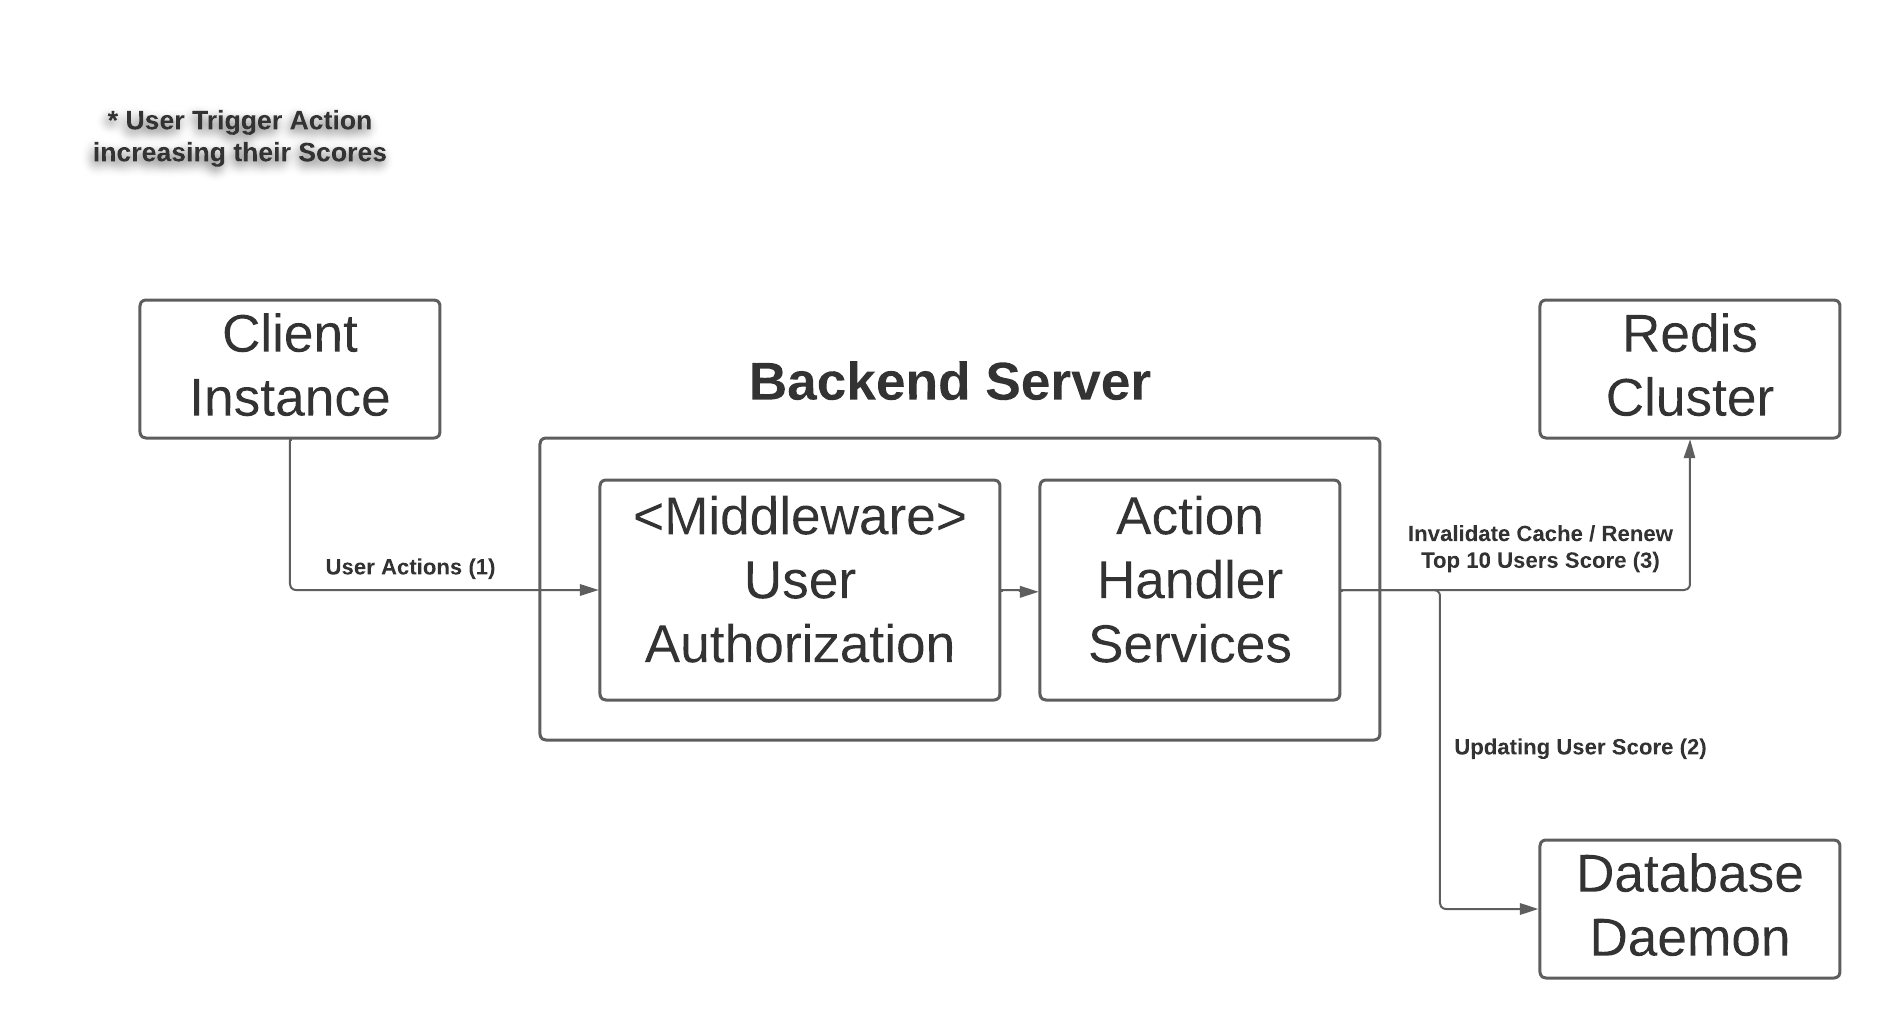 * User Trigger Action
increasing their Scores
Client
Instance
Redis
Cluster
Backend Server
<Middleware>
User
Authorization
Action
Handler
Services
User Actions (1)
Invalidate Cache / Renew
Top 10 Users Score (3)
Updating User Score (2)
Database
Daemon